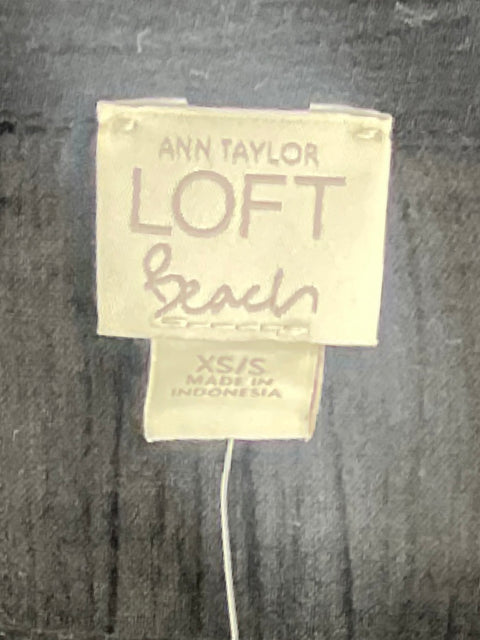 ANN TAYLOR
LOFT
Beach
XS/S
MADE IN
INDONESIA